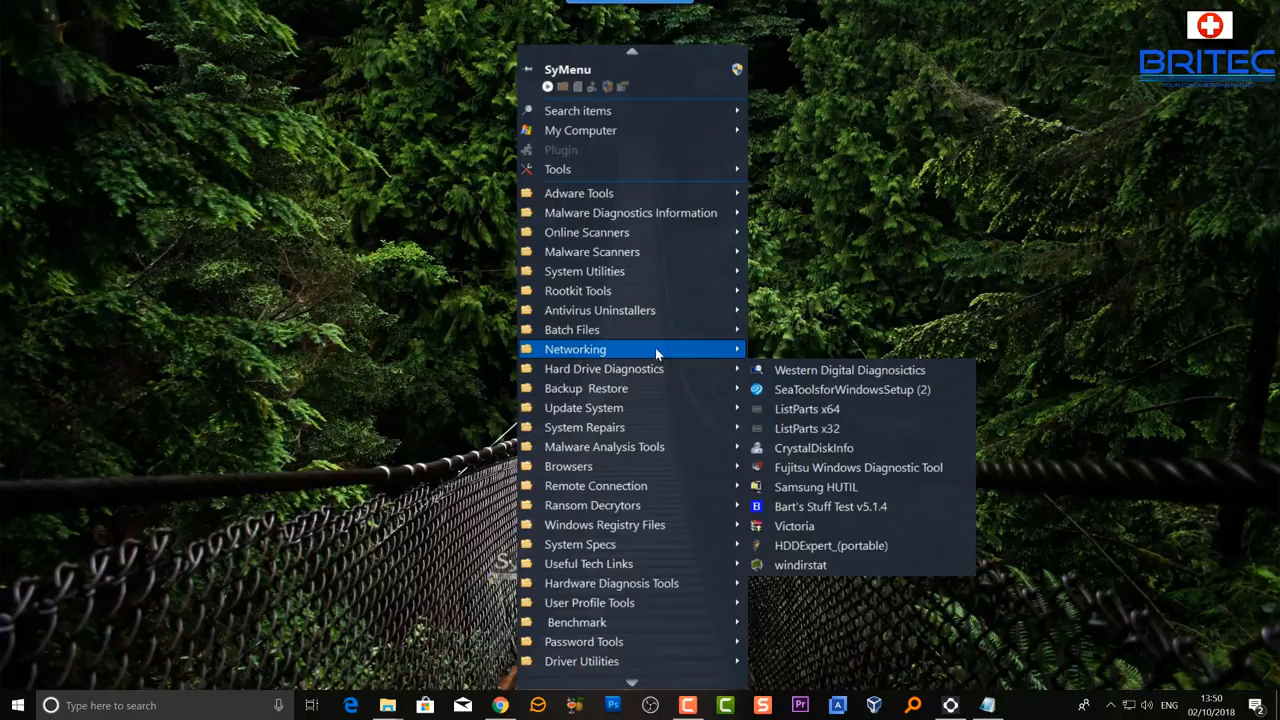 BRITEC
SyMenu
Search items
My Computer
Plugin
Tools
Adware Tools
Malware Diagnostics Information
Online Scanners
Malware Scanners
System Utilities
Rootkit Tools
Antivirus Uninstallers
Batch Files
Networking
Hard Drive Diagnostics
Backup Restore
Update System
System Repairs
Malware Analysis Tools
Browsers
Remote Connection
Ransom Decrytors
Windows Registry Files
System Specs
Useful Tech Links
Hardware Diagnosis Tools
User Profile Tools
Benchmark
Password Tools
Driver Utilities
Western Digital Diagnosictics
SeaToolsforWindowsSetup (2)
ListParts x64
ListParts x32
CrystalDiskInfo
Fujitsu Windows Diagnostic Tool
Samsung HUTIL
Bart's Stuff Test v5.1.4
Victoria
HDDExpert_(portable)
windirstat
Type here to search
ENG
13:50
02/10/2018